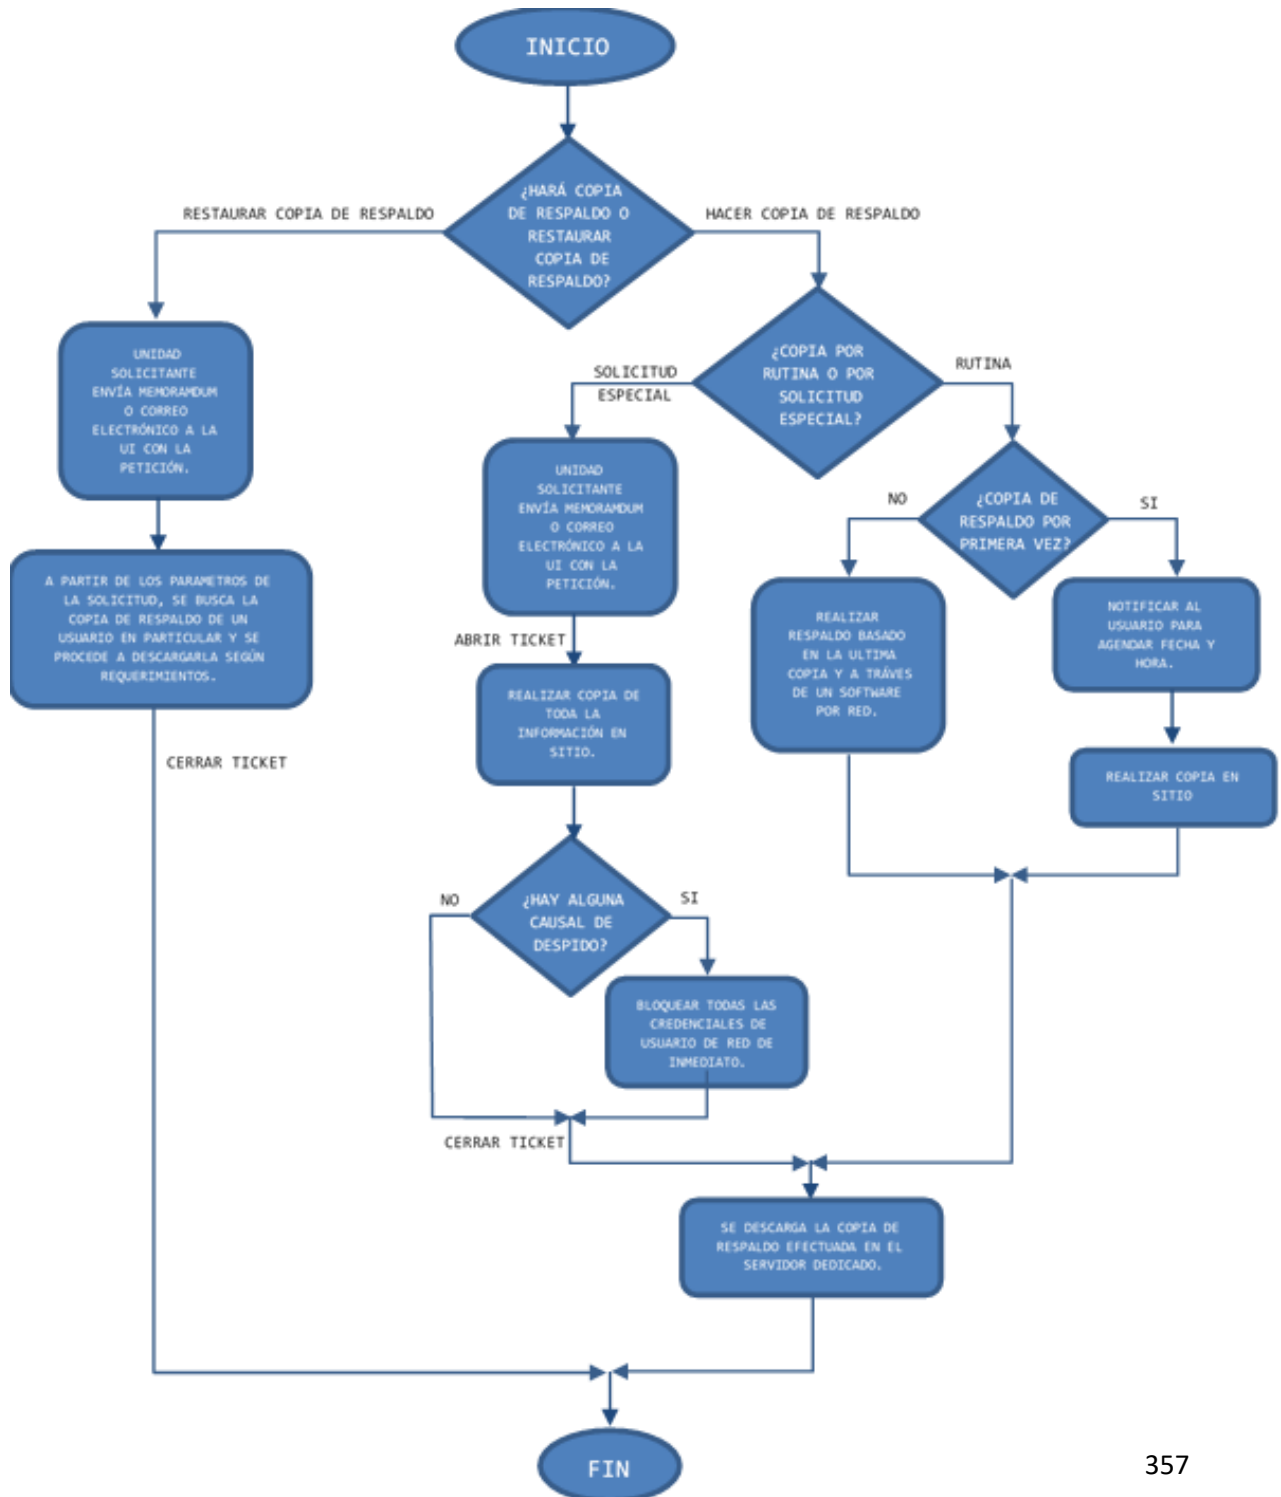 INICIO
¿HARÁ COPIA
DE RESPALDO O
RESTAURAR
COPIA DE
RESPALDO?
RESTAURAR COPIA DE RESPALDO
HACER COPIA DE RESPALDO
UNIDAD
SOLICITANTE
ENVÍA MEMORAMDUM
O CORREO
ELECTRÓNICO A LA
UI CON LA
PETICIÓN.
A PARTIR DE LOS PARAMETROS DE
LA SOLICITUD, SE BUSCA LA
COPIA DE RESPALDO DE UN
USUARIO EN PARTICULAR Y SE
PROCEDE A DESCARGARLA SEGÚN
REQUERIMIENTOS.
CERRAR TICKET
¿COPIA POR
RUTINA O POR
SOLICITUD
ESPECIAL?
SOLICITUD
ESPECIAL
RUTINA
UNIDAD
SOLICITANTE
ENVÍA MEMORAMDUM
O CORREO
ELECTRÓNICO A LA
UI CON LA
PETICIÓN.
ABRIR TICKET
REALIZAR COPIA DE
TODA LA
INFORMACIÓN EN
SITIO.
¿HAY ALGUNA
CAUSAL DE
DESPIDO?
NO
SI
BLOQUEAR TODAS LAS
CREDENCIALES DE
USUARIO DE RED DE
INMEDIATO.
CERRAR TICKET
¿COPIA DE
RESPALDO POR
PRIMERA VEZ?
NO
SI
REALIZAR
RESPALDO BASADO
EN LA ULTIMA
COPIA Y A TRÁVES
DE UN SOFTWARE
POR RED.
NOTIFICAR AL
USUARIO PARA
AGENDAR FECHA Y
HORA.
REALIZAR COPIA EN
SITIO
SE DESCARGA LA COPIA DE
RESPALDO EFECTUADA EN EL
SERVIDOR DEDICADO.
FIN
357